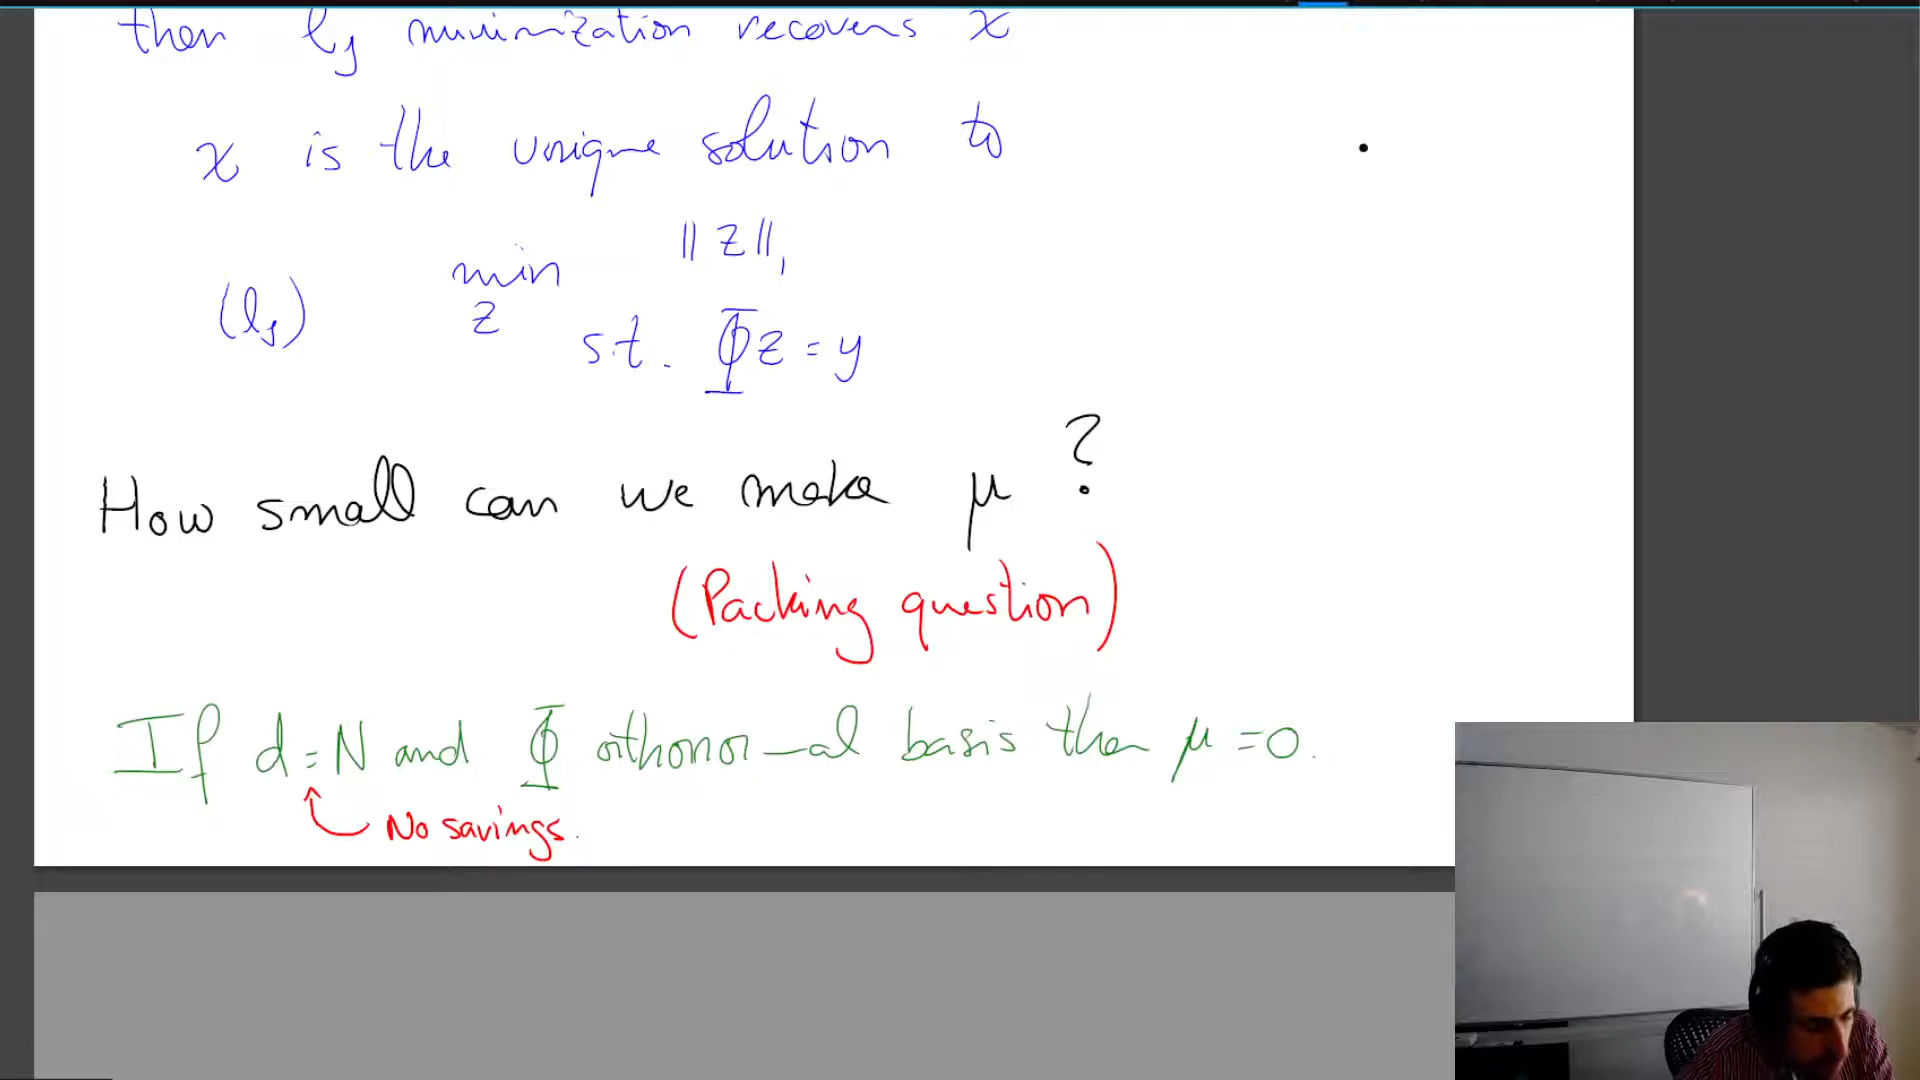 then ℓ₁ minimization recovers x
x is the unique solution to
(ℓ₁) min z ‖z‖₁
s.t. Φz = y
How small can we make μ?
(Packing question)
If d=N and Φ orthonormal basis then μ=0.
No savings.